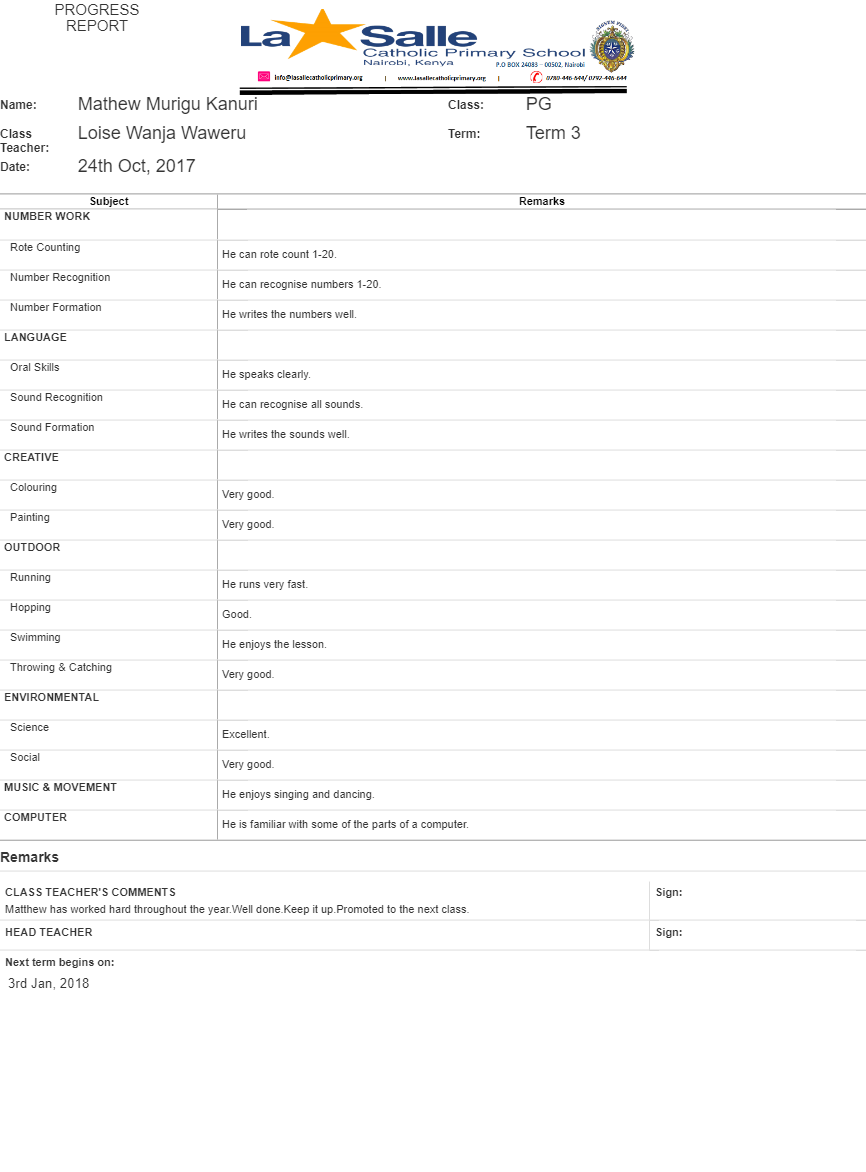 PROGRESS
REPORT
La Salle
Catholic Primary School
Nairobi, Kenya
P.O BOX 24083 – 00502, Nairobi
info@lasallecatholicprimary.org | www.lasallecatholicprimary.org | 0780-446-644/ 0792-446-644
Name: Mathew Murigu Kanuri Class: PG
Class Teacher: Loise Wanja Waweru Term: Term 3
Date: 24th Oct, 2017
Subject Remarks
NUMBER WORK
Rote Counting He can rote count 1-20.
Number Recognition He can recognise numbers 1-20.
Number Formation He writes the numbers well.
LANGUAGE
Oral Skills He speaks clearly.
Sound Recognition He can recognise all sounds.
Sound Formation He writes the sounds well.
CREATIVE
Colouring Very good.
Painting Very good.
OUTDOOR
Running He runs very fast.
Hopping Good.
Swimming He enjoys the lesson.
Throwing & Catching Very good.
ENVIRONMENTAL
Science Excellent.
Social Very good.
MUSIC & MOVEMENT He enjoys singing and dancing.
COMPUTER He is familiar with some of the parts of a computer.
Remarks
CLASS TEACHER'S COMMENTS Sign:
Matthew has worked hard throughout the year.Well done.Keep it up.Promoted to the next class.
HEAD TEACHER Sign:
Next term begins on:
3rd Jan, 2018